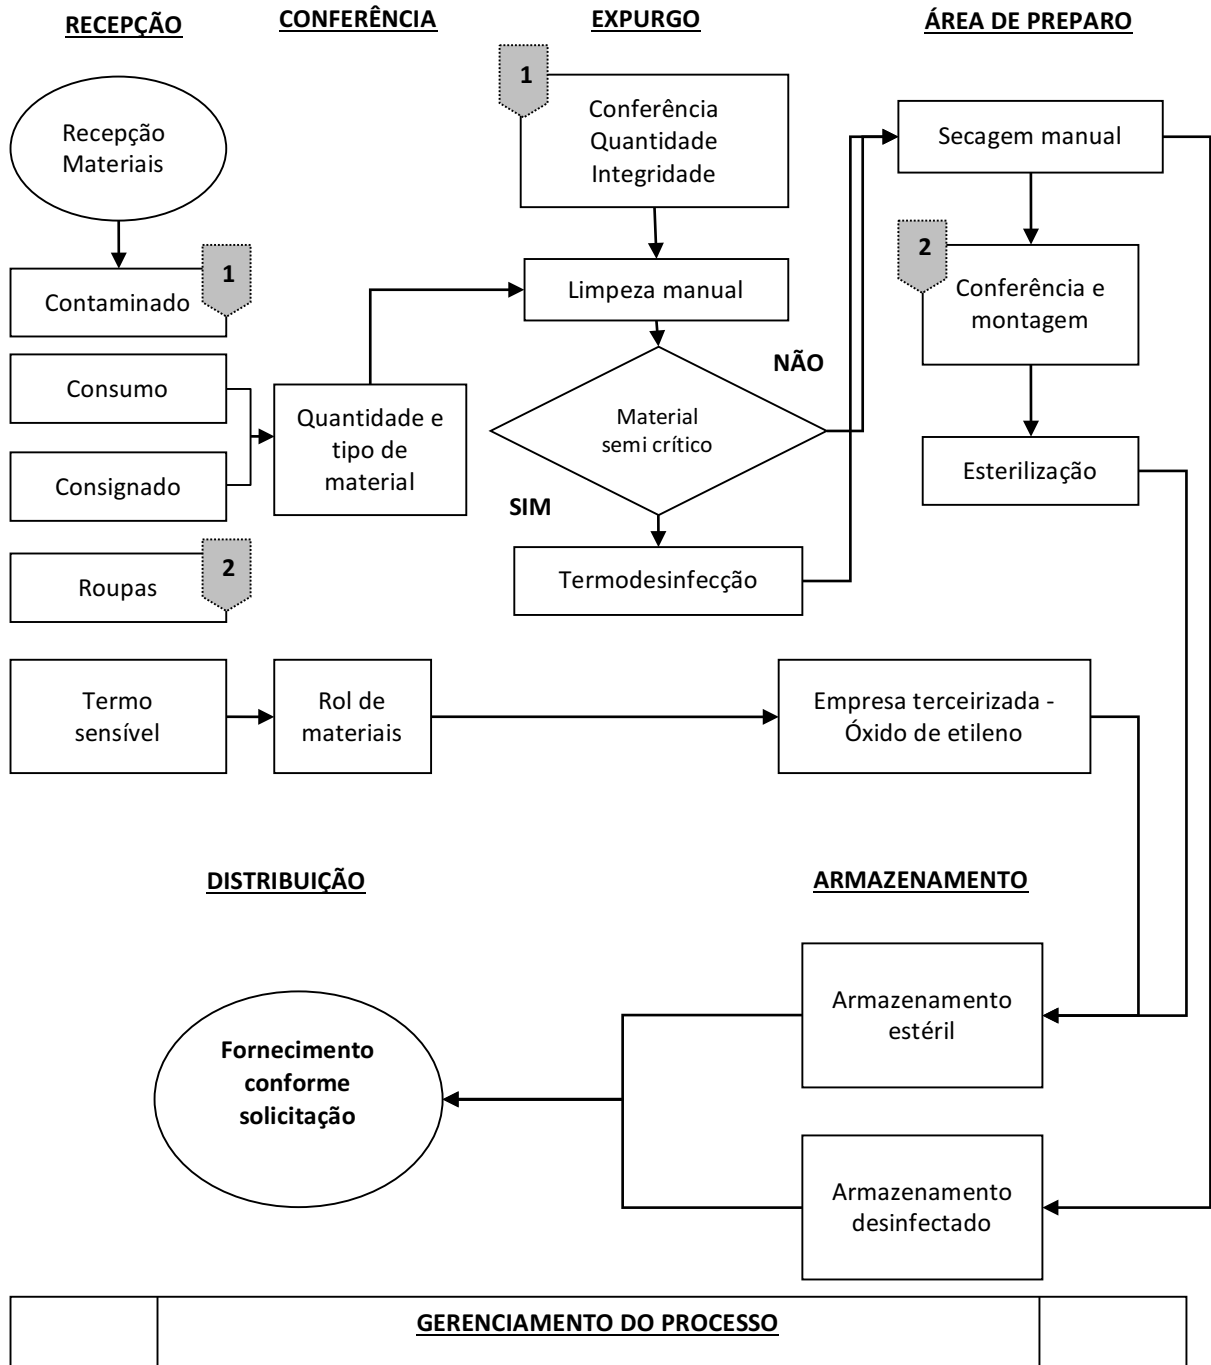 RECEPÇÃO
CONFERÊNCIA
EXPURGO
ÁREA DE PREPARO
Recepção
Materiais
1
Contaminado
Consumo
Consignado
2
Roupas
Quantidade e
tipo de
material
1
Conferência
Quantidade
Integridade
Limpeza manual
NÃO
Material
semi crítico
SIM
Termodesinfecção
Secagem manual
2
Conferência e
montagem
Esterilização
Termo
sensível
Rol de
materiais
Empresa terceirizada -
Óxido de etileno
DISTRIBUIÇÃO
ARMAZENAMENTO
Armazenamento
estéril
Fornecimento
conforme
solicitação
Armazenamento
desinfectado
GERENCIAMENTO DO PROCESSO